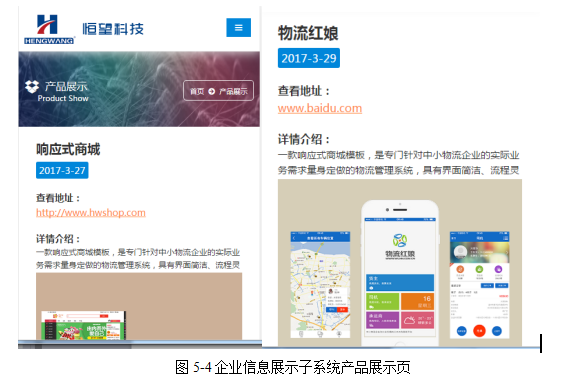 恒望科技
HENGWANG
产品展示
Product Show
首页 产品展示
响应式商城
2017-3-27
查看地址：
http://www.hwshop.com
详情介绍：
一款响应式商城模板，是专门针对中小物流企业的实际业
务需求量身定做的物流管理系统，具有界面简洁、流程灵
物流红娘
2017-3-29
查看地址：
www.baidu.com
详情介绍：
一款响应式商城模板，是专门针对中小物流企业的实际业
务需求量身定做的物流管理系统，具有界面简洁、流程灵
物流红娘
16
图 5-4 企业信息展示子系统产品展示页